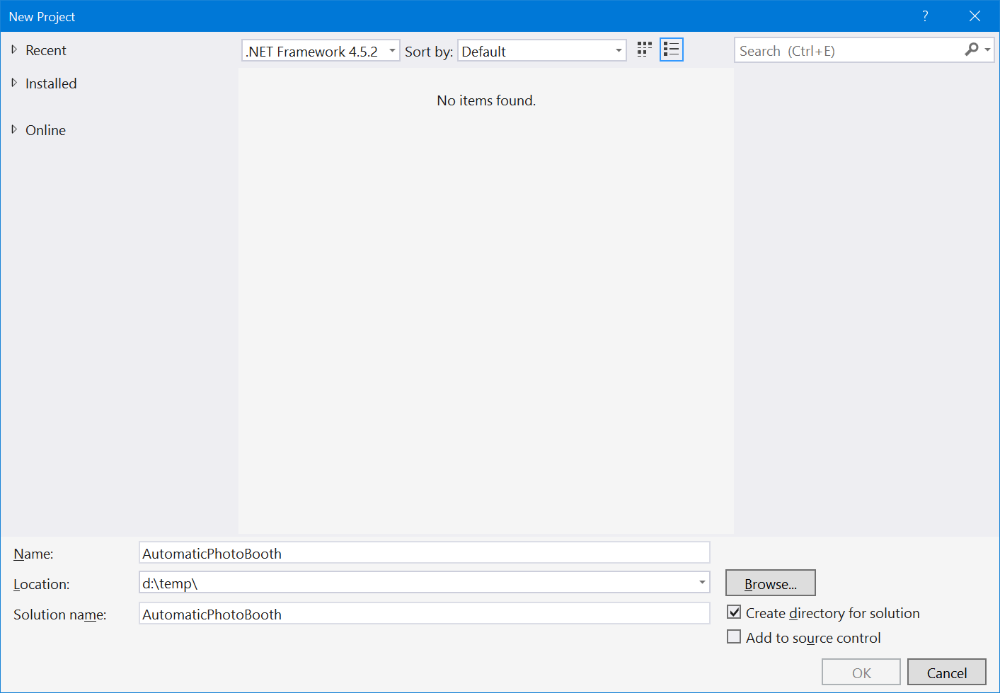 New Project ?
Recent
.NET Framework 4.5.2 Sort by: Default
Search (Ctrl+E)
Installed
Online
No items found.
Name: AutomaticPhotoBooth
Location: d:\temp\
Browse...
Solution name: AutomaticPhotoBooth
Create directory for solution
Add to source control
OK Cancel